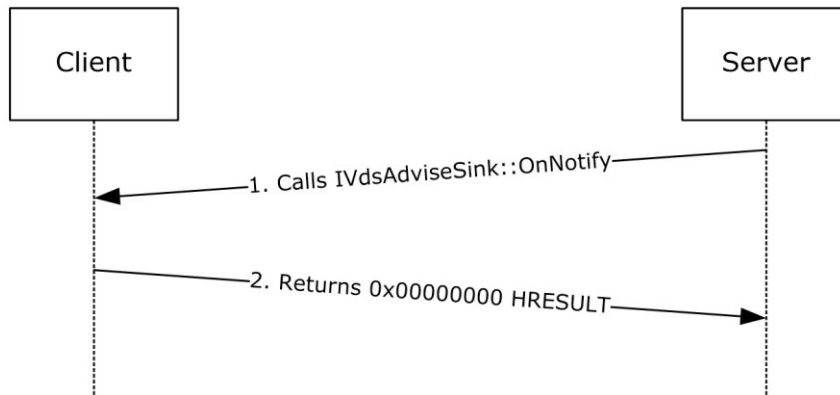 Client
Server
1. Calls IVdsAdviseSink::OnNotify
2. Returns 0x00000000 HRESULT